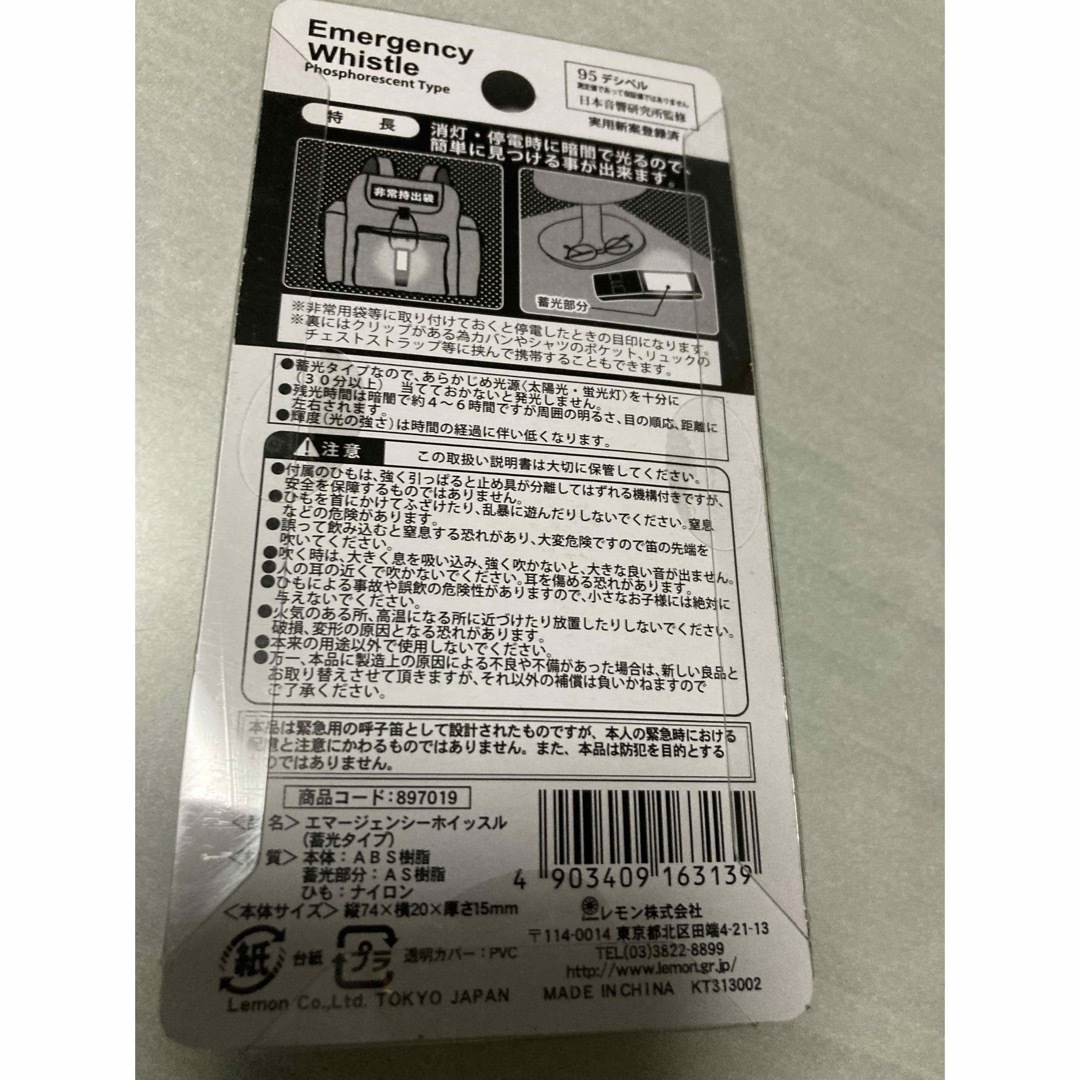 Emergency
Whistle
Phosphorescent Type
95デシベル
測定値であって保証値ではありません
日本音響研究所監修
実用新案登録済
特 長
消灯・停電時に暗闇で光るので、
簡単に見つける事が出来ます。
非常持出袋
蓄光部分
※非常用袋等に取り付けておくと停電したときの目印になります。
※裏にはクリップがある為カバンやシャツのポケット、リュックの
チェストストラップ等に挟んで携帯することもできます。
●蓄光タイプなので、あらかじめ光源〈太陽光・蛍光灯〉を十分に
(30分以上) 当てておかないと発光しません。
●残光時間は暗闇で約4〜6時間ですが周囲の明るさ、目の順応、距離に
左右されます。
●輝度(光の強さ)は時間の経過に伴い低くなります。
注意 この取扱い説明書は大切に保管してください。
●付属のひもは、強く引っぱると止め具が分離してはずれる機構付きですが、
安全を保障するものではありません。
●ひもを首にかけてふざけたり、乱暴に遊んだりしないでください。窒息
などの危険があります。
●誤って飲み込むと窒息する恐れがあり、大変危険ですので笛の先端を
吹いてください。
●吹く時は、大きく息を吸い込み、強く吹かないと、大きな良い音が出ません。
●人の耳の近くで吹かないでください。耳を傷める恐れがあります。
●ひもによる事故や誤飲の危険性がありますので、小さなお子様には絶対に
与えないでください。
●火気のある所、高温になる所に近づけたり放置したりしないでください。
破損、変形の原因となる恐れがあります。
●本来の用途以外で使用しないでください。
●万一、本品に製造上の原因による不良や不備があった場合は、新しい良品と
お取り替えさせて頂きますが、それ以外の補償は負いかねますので
ご了承ください。
本品は緊急用の呼子笛として設計されたものですが、本人の緊急時における
配慮と注意にかわるものではありません。また、本品は防犯を目的とする
ものではありません。
商品コード:897019
<品 名> エマージェンシーホイッスル
(蓄光タイプ)
<材 質> 本体:ABS樹脂
蓄光部分:AS樹脂
ひも:ナイロン
<本体サイズ> 縦74×横20×厚さ15mm
4 903409 163139
レモン株式会社
〒114-0014 東京都北区田端4-21-13
TEL(03)3822-8899
http://www.lemon.gr.jp/
紙 台紙 プラ 透明カバー:PVC
Lemon Co.,Ltd. TOKYO JAPAN MADE IN CHINA KT313002